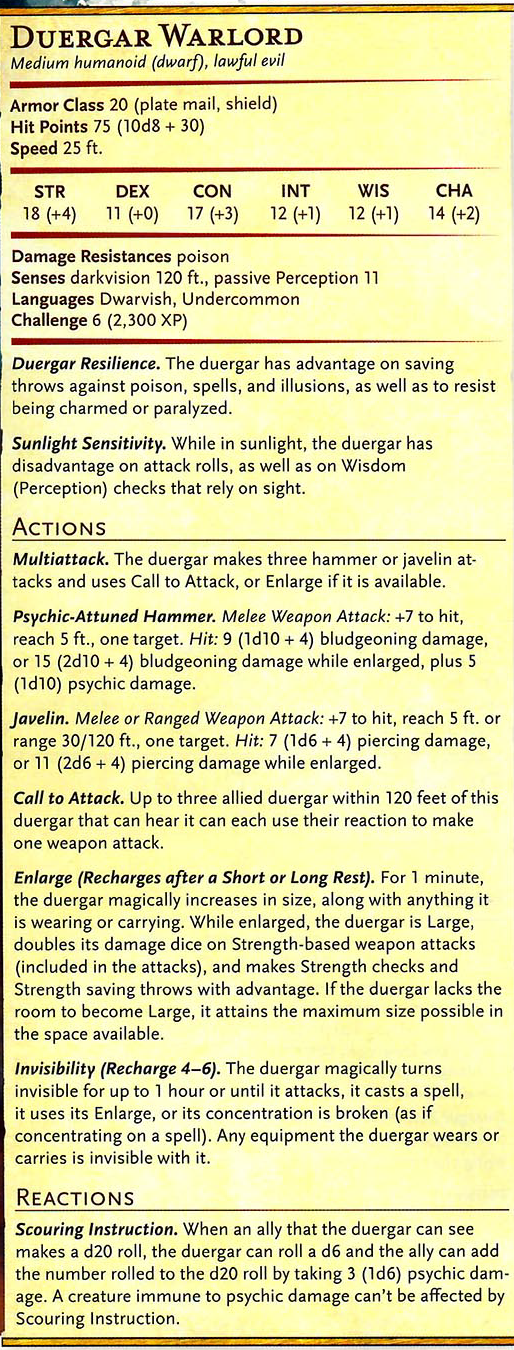 DUERGAR WARLORD
Medium humanoid (dwarf), lawful evil
Armor Class 20 (plate mail, shield)
Hit Points 75 (10d8 + 30)
Speed 25 ft.
STR DEX CON INT WIS CHA
18 (+4) 11 (+0) 17 (+3) 12 (+1) 12 (+1) 14 (+2)
Damage Resistances poison
Senses darkvision 120 ft., passive Perception 11
Languages Dwarvish, Undercommon
Challenge 6 (2,300 XP)
Duergar Resilience. The duergar has advantage on saving
throws against poison, spells, and illusions, as well as to resist
being charmed or paralyzed.
Sunlight Sensitivity. While in sunlight, the duergar has
disadvantage on attack rolls, as well as on Wisdom
(Perception) checks that rely on sight.
ACTIONS
Multiattack. The duergar makes three hammer or javelin at-
tacks and uses Call to Attack, or Enlarge if it is available.
Psychic-Attuned Hammer. Melee Weapon Attack: +7 to hit,
reach 5 ft., one target. Hit: 9 (1d10 + 4) bludgeoning damage,
or 15 (2d10 + 4) bludgeoning damage while enlarged, plus 5
(1d10) psychic damage.
Javelin. Melee or Ranged Weapon Attack: +7 to hit, reach 5 ft. or
range 30/120 ft., one target. Hit: 7 (1d6 + 4) piercing damage,
or 11 (2d6 + 4) piercing damage while enlarged.
Call to Attack. Up to three allied duergar within 120 feet of this
duergar that can hear it can each use their reaction to make
one weapon attack.
Enlarge (Recharges after a Short or Long Rest). For 1 minute,
the duergar magically increases in size, along with anything it
is wearing or carrying. While enlarged, the duergar is Large,
doubles its damage dice on Strength-based weapon attacks
(included in the attacks), and makes Strength checks and
Strength saving throws with advantage. If the duergar lacks the
room to become Large, it attains the maximum size possible in
the space available.
Invisibility (Recharge 4–6). The duergar magically turns
invisible for up to 1 hour or until it attacks, it casts a spell,
it uses its Enlarge, or its concentration is broken (as if
concentrating on a spell). Any equipment the duergar wears or
carries is invisible with it.
REACTIONS
Scouring Instruction. When an ally that the duergar can see
makes a d20 roll, the duergar can roll a d6 and the ally can add
the number rolled to the d20 roll by taking 3 (1d6) psychic dam-
age. A creature immune to psychic damage can't be affected by
Scouring Instruction.